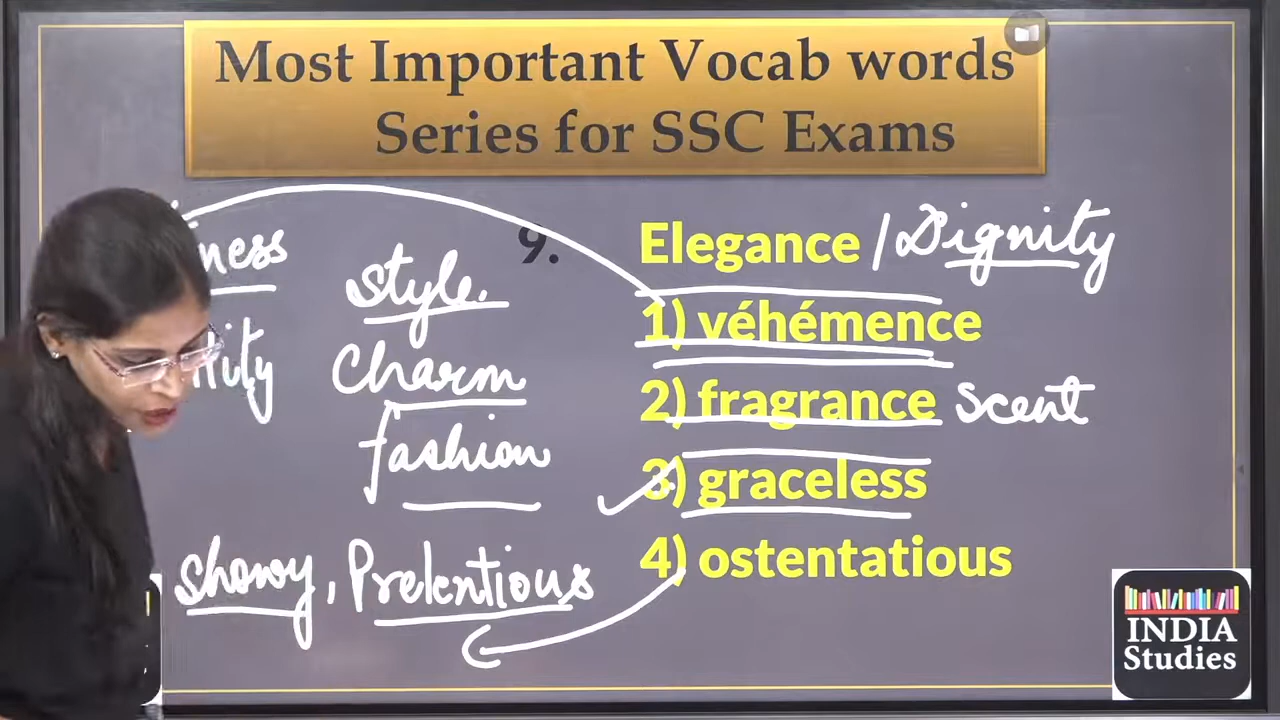 Most Important Vocab words
Series for SSC Exams
9. Elegance / Dignity
style.
Charm
fashion
1) véhémence
2) fragrance scent
3) graceless
4) ostentatious
Showy, Pretentious
INDIA
Studies